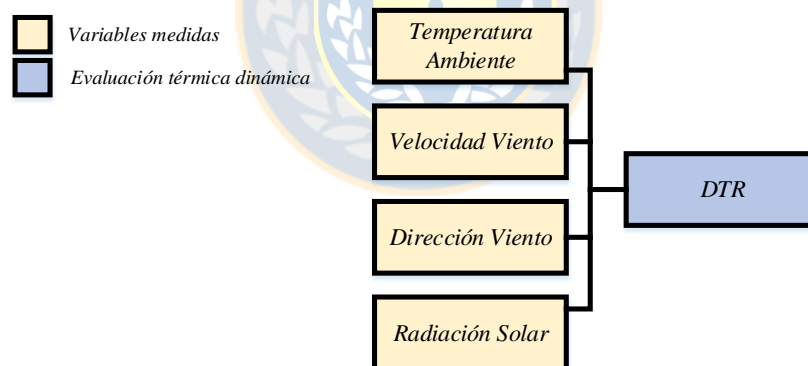 Variables medidas
Evaluación térmica dinámica
Temperatura
Ambiente
Velocidad Viento
Dirección Viento
Radiación Solar
DTR